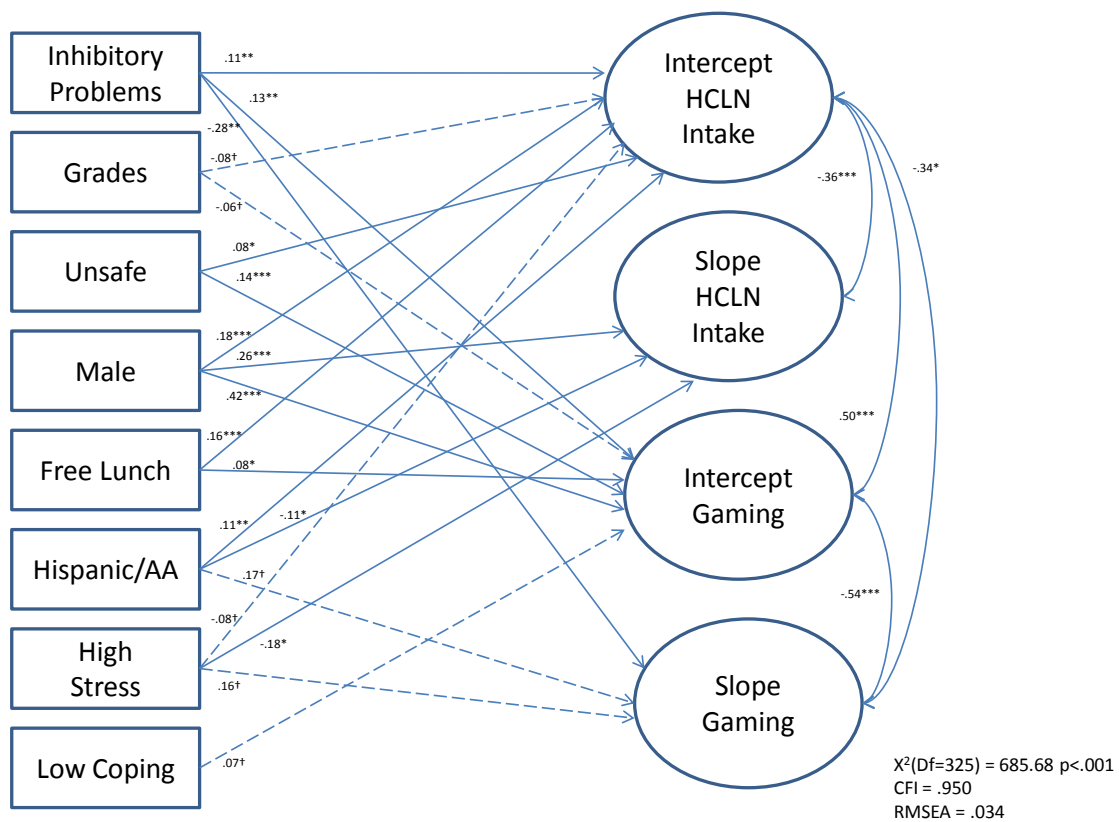 Inhibitory
Problems
Grades
Unsafe
Male
Free Lunch
Hispanic/AA
High
Stress
Low Coping
.11**
.13**
-.28**
-.08†
-.06†
.08*
.14***
.18***
.26***
.42***
.16***
.08*
.11**
-.11*
.17†
-.08†
-.18*
.16†
.07†
Intercept
HCLN
Intake
Slope
HCLN
Intake
Intercept
Gaming
Slope
Gaming
-.36***
-.34*
.50***
-.54***
X²(Df=325) = 685.68 p<.001
CFI = .950
RMSEA = .034